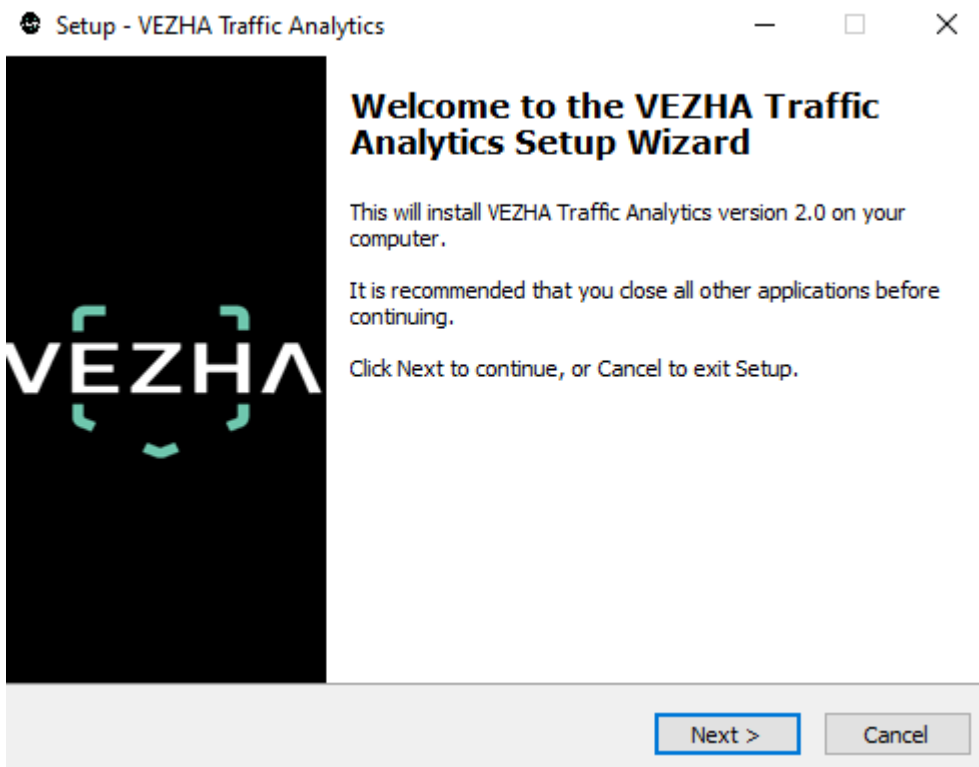 Setup - VEZHA Traffic Analytics
Welcome to the VEZHA Traffic
Analytics Setup Wizard
This will install VEZHA Traffic Analytics version 2.0 on your
computer.
It is recommended that you close all other applications before
continuing.
Click Next to continue, or Cancel to exit Setup.
VEZHA
Next >
Cancel